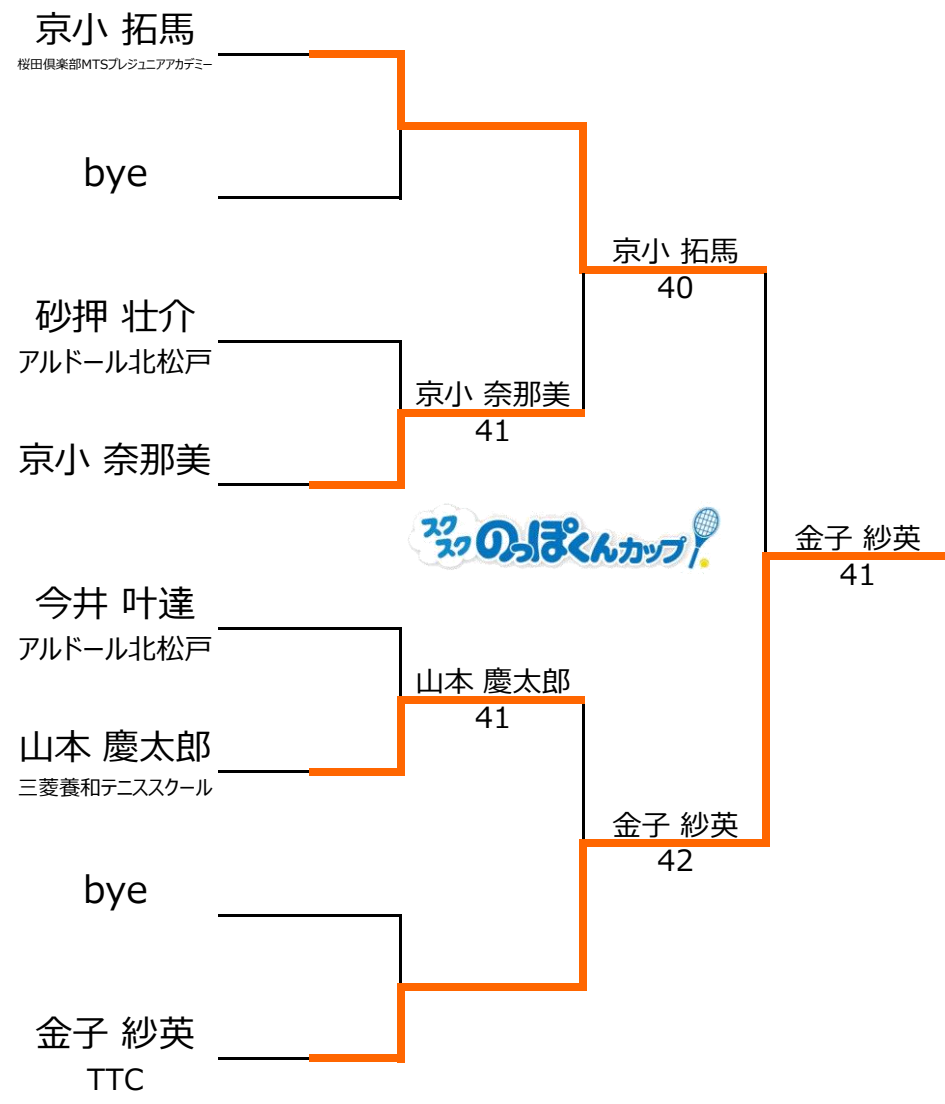 京小 拓馬
桜田倶楽部MTSプレジュニアアカデミー
bye
京小 拓馬
40
砂押 壮介
アルドール北松戸
京小 奈那美
41
京小 奈那美
スクスク のっぽくんカップ
金子 紗英
41
今井 叶達
アルドール北松戸
山本 慶太郎
41
山本 慶太郎
三菱養和テニススクール
金子 紗英
42
bye
金子 紗英
TTC